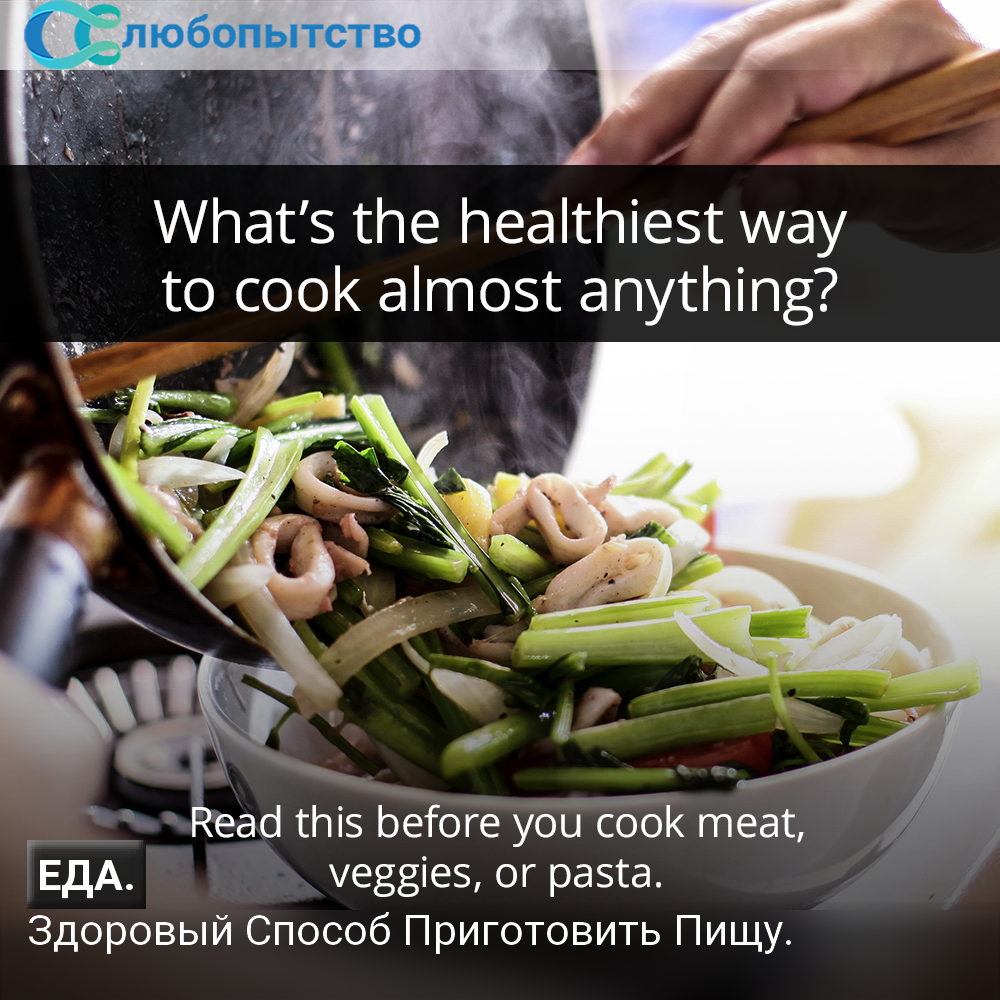 любопытство
What's the healthiest way
to cook almost anything?
Read this before you cook meat,
veggies, or pasta.
ЕДА.
Здоровый Способ Приготовить Пищу.